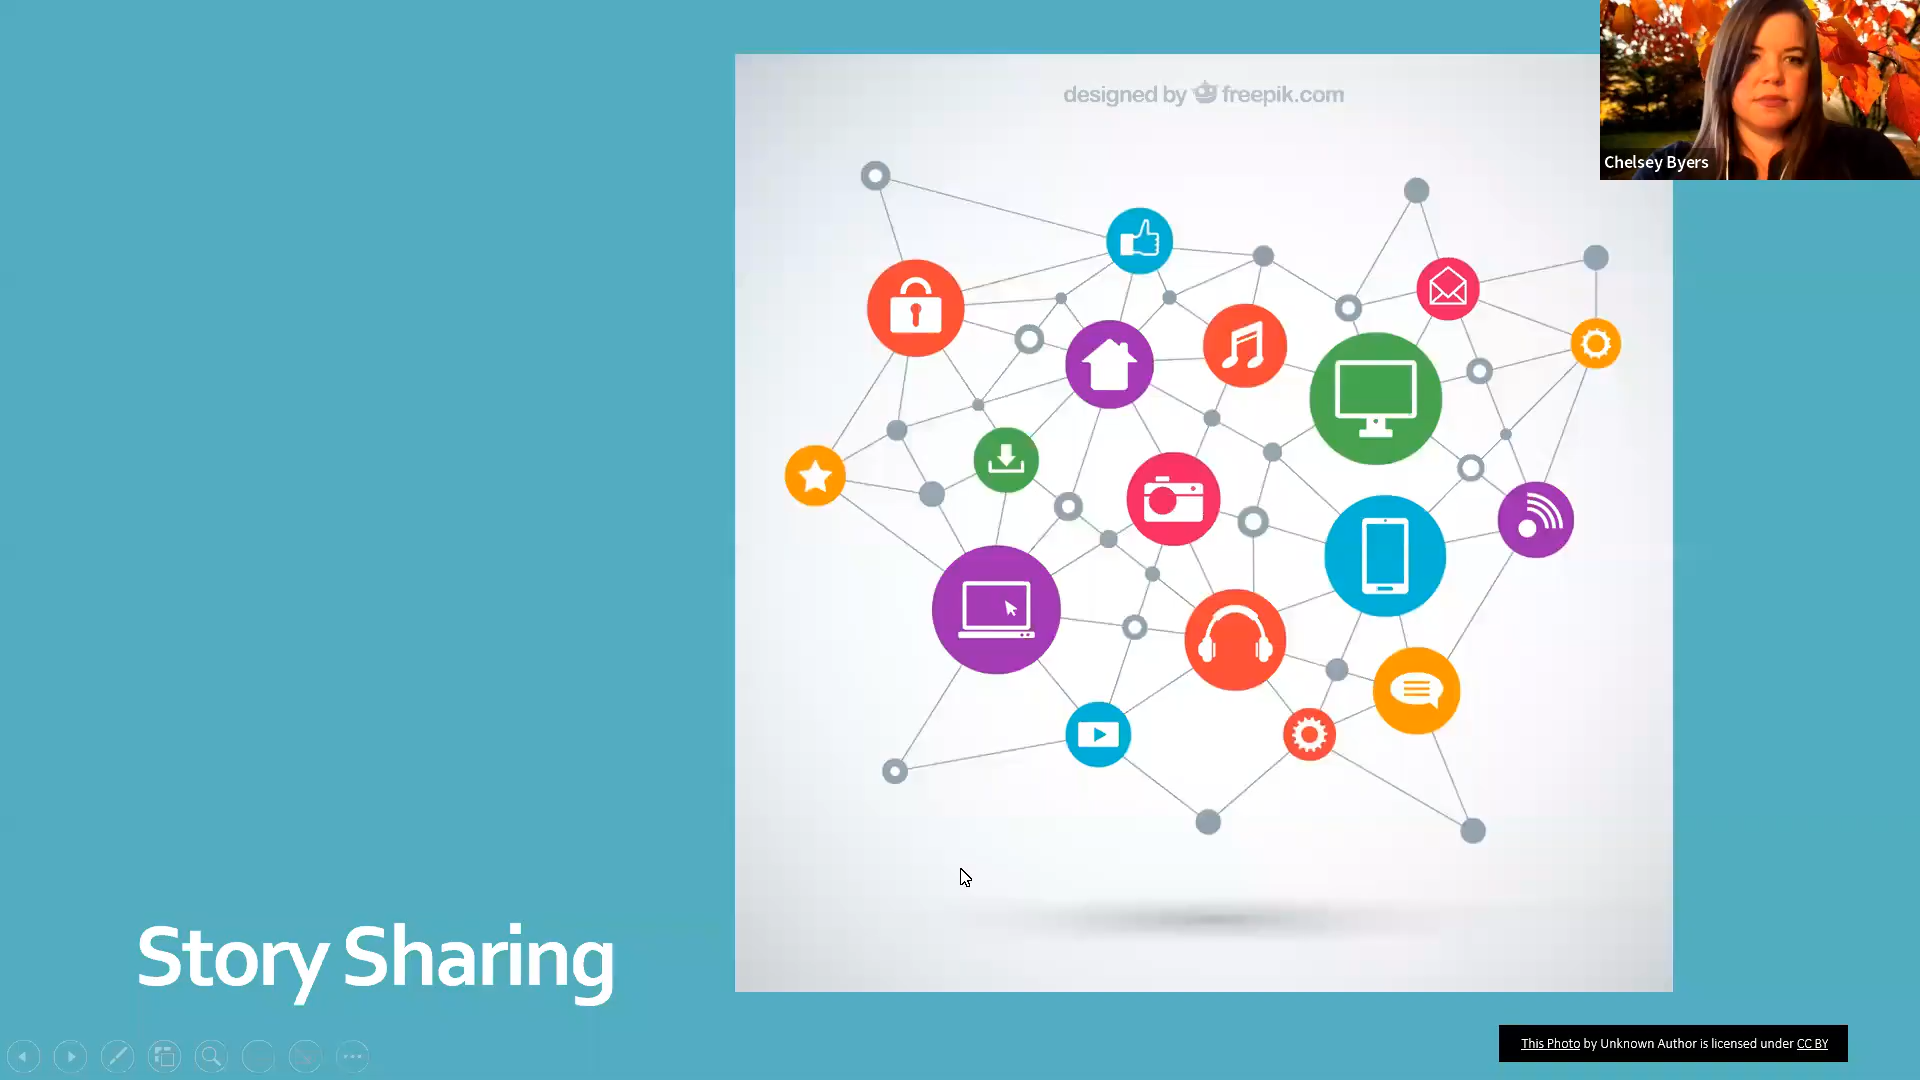 designed by freepik.com
Chelsey Byers
Story Sharing
This Photo by Unknown Author is licensed under CC BY